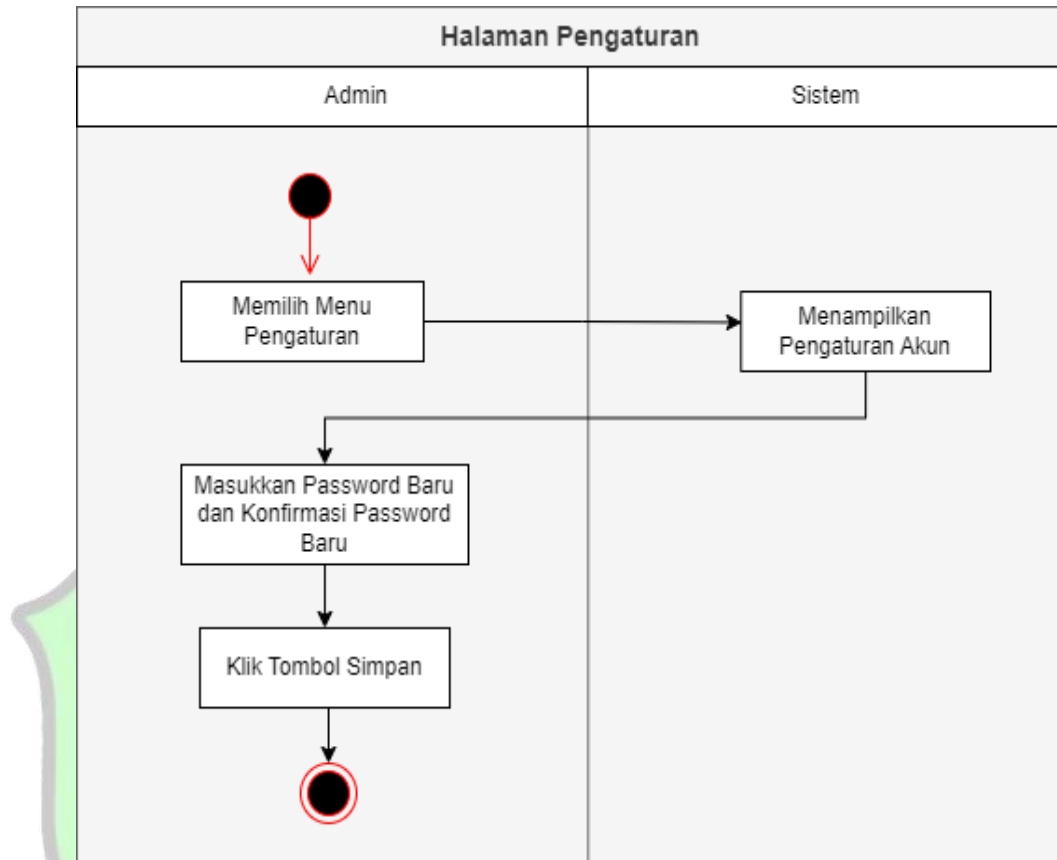 Halaman Pengaturan
Admin
Sistem
Memilih Menu
Pengaturan
Menampilkan
Pengaturan Akun
Masukkan Password Baru
dan Konfirmasi Password
Baru
Klik Tombol Simpan